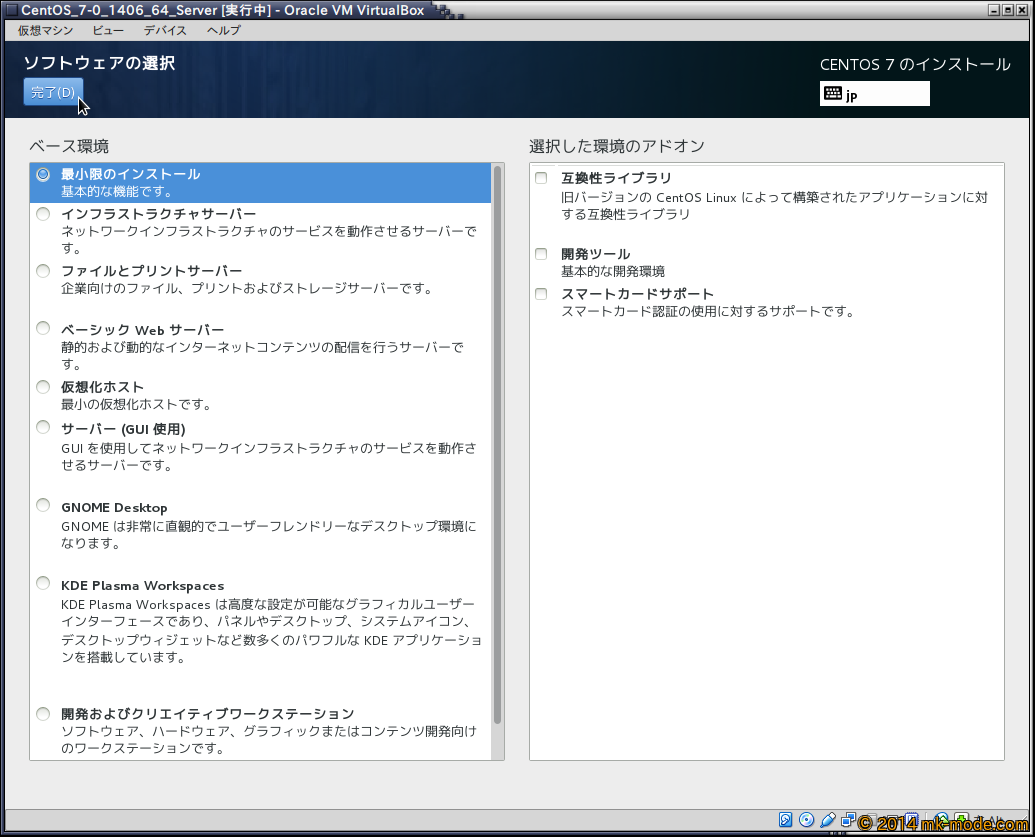 CentOS_7-0_1406_64_Server [実行中] - Oracle VM VirtualBox
仮想マシン ビュー デバイス ヘルプ
ソフトウェアの選択
完了(D)
CENTOS 7 のインストール
jp
ベース環境
最小限のインストール
基本的な機能です。
インフラストラクチャサーバー
ネットワークインフラストラクチャのサービスを動作させるサーバーで
す。
ファイルとプリントサーバー
企業向けのファイル、プリントおよびストレージサーバーです。
ベーシック Web サーバー
静的および動的なインターネットコンテンツの配信を行うサーバーで
す。
仮想化ホスト
最小の仮想化ホストです。
サーバー (GUI 使用)
GUI を使用してネットワークインフラストラクチャのサービスを動作さ
せるサーバーです。
GNOME Desktop
GNOME は非常に直観的でユーザーフレンドリーなデスクトップ環境に
なります。
KDE Plasma Workspaces
KDE Plasma Workspaces は高度な設定が可能なグラフィカルユーザー
インターフェースであり、パネルやデスクトップ、システムアイコン、
デスクトップウィジェットなど数多くのパワフルな KDE アプリケーショ
ンを搭載しています。
開発およびクリエイティブワークステーション
ソフトウェア、ハードウェア、グラフィックまたはコンテンツ開発向け
のワークステーションです。
選択した環境のアドオン
互換性ライブラリ
旧バージョンの CentOS Linux によって構築されたアプリケーションに対
する互換性ライブラリ
開発ツール
基本的な開発環境
スマートカードサポート
スマートカード認証の使用に対するサポートです。
© 2014 mk-mode.com